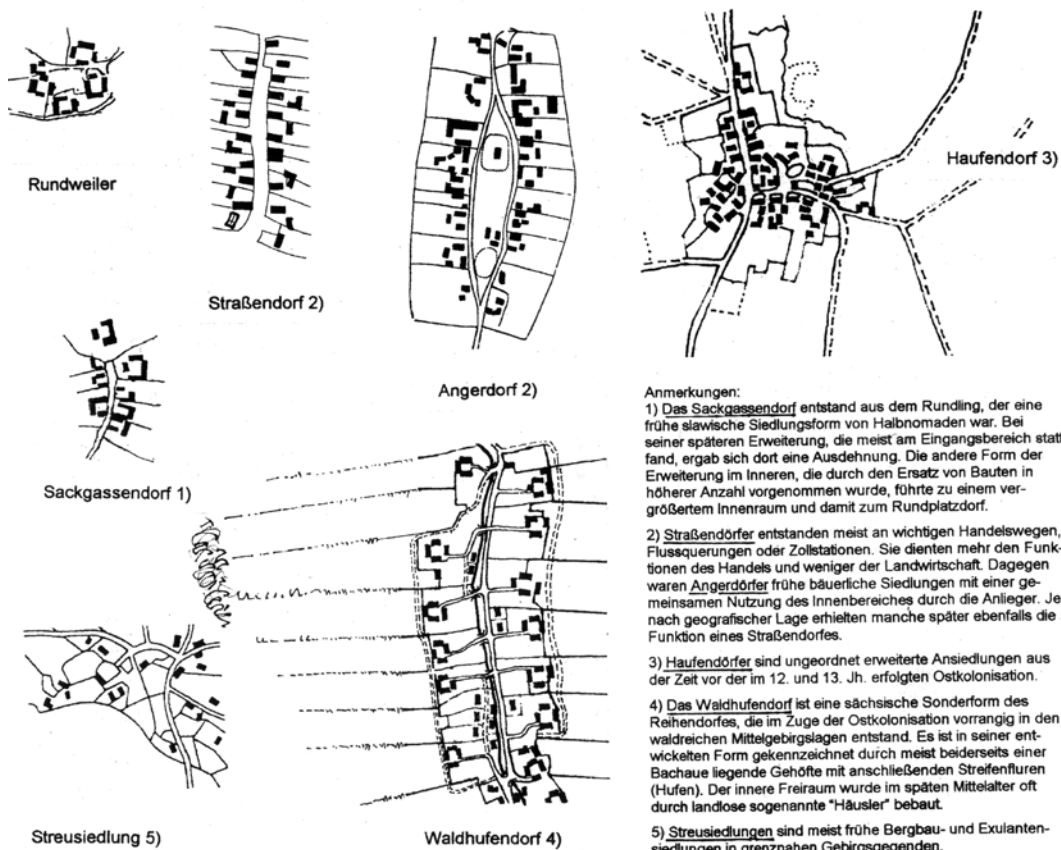 Rundweiler
Straßendorf 2)
Haufendorf 3)
Angerdorf 2)
Sackgassendorf 1)
Streusiedlung 5)
Waldhufendorf 4)
Anmerkungen:
1) Das Sackgassendorf entstand aus dem Rundling, der eine
frühe slawische Siedlungsform von Halbnomaden war. Bei
seiner späteren Erweiterung, die meist am Eingangsbereich statt
fand, ergab sich dort eine Ausdehnung. Die andere Form der
Erweiterung im Inneren, die durch den Ersatz von Bauten in
höherer Anzahl vorgenommen wurde, führte zu einem ver-
größertem Innenraum und damit zum Rundplatzdorf.
2) Straßendörfer entstanden meist an wichtigen Handelswegen,
Flussquerungen oder Zollstationen. Sie dienten mehr den Funk-
tionen des Handels und weniger der Landwirtschaft. Dagegen
waren Angerdörfer frühe bäuerliche Siedlungen mit einer ge-
meinsamen Nutzung des Innenbereiches durch die Anlieger. Je
nach geografischer Lage erhielten manche später ebenfalls die
Funktion eines Straßendorfes.
3) Haufendörfer sind ungeordnet erweiterte Ansiedlungen aus
der Zeit vor der im 12. und 13. Jh. erfolgten Ostkolonisation.
4) Das Waldhufendorf ist eine sächsische Sonderform des
Reihendorfes, die im Zuge der Ostkolonisation vorrangig in den
waldreichen Mittelgebirgslagen entstand. Es ist in seiner ent-
wickelten Form gekennzeichnet durch meist beiderseits einer
Bachaue liegende Gehöfte mit anschließenden Streifenfluren
(Hufen). Der innere Freiraum wurde im späten Mittelalter oft
durch landlose sogenannte "Häusler" bebaut.
5) Streusiedlungen sind meist frühe Bergbau- und Exulanten-
siedlungen in grenznahen Gebirgsgegenden.